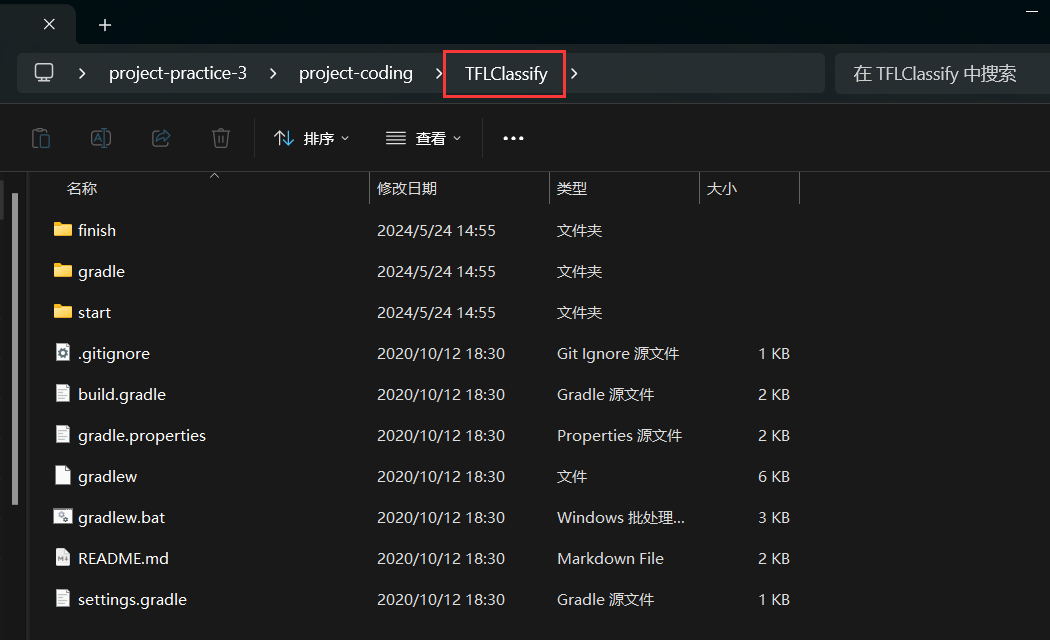 project-practice-3 project-coding TFLClassify 在 TFLClassify 中搜索
排序 查看
名称 修改日期 类型 大小
finish 2024/5/24 14:55 文件夹
gradle 2024/5/24 14:55 文件夹
start 2024/5/24 14:55 文件夹
.gitignore 2020/10/12 18:30 Git Ignore 源文件 1 KB
build.gradle 2020/10/12 18:30 Gradle 源文件 2 KB
gradle.properties 2020/10/12 18:30 Properties 源文件 2 KB
gradlew 2020/10/12 18:30 文件 6 KB
gradlew.bat 2020/10/12 18:30 Windows 批处理... 3 KB
README.md 2020/10/12 18:30 Markdown File 2 KB
settings.gradle 2020/10/12 18:30 Gradle 源文件 1 KB